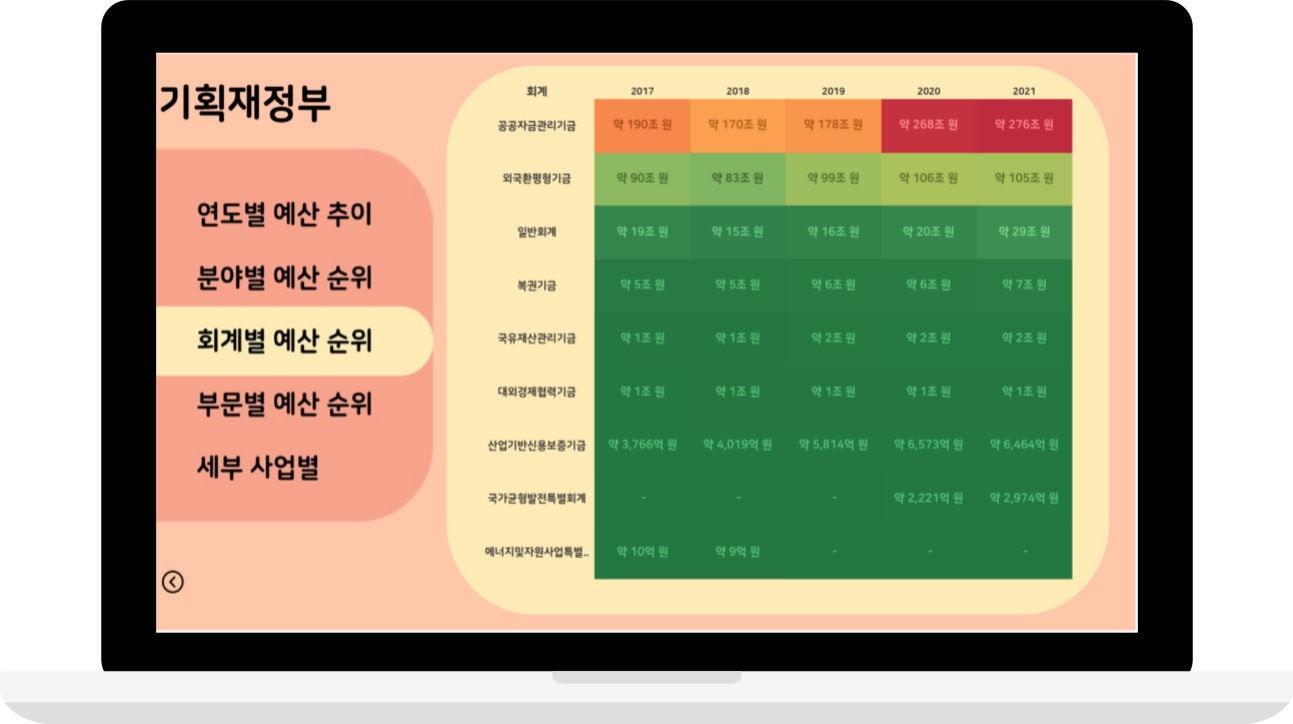 기획재정부
연도별 예산 추이
분야별 예산 순위
회계별 예산 순위
부문별 예산 순위
세부 사업별
회계 2017 2018 2019 2020 2021
공공자금관리기금 약 190조 원 약 170조 원 약 178조 원 약 268조 원 약 276조 원
외국환평형기금 약 90조 원 약 83조 원 약 99조 원 약 106조 원 약 105조 원
일반회계 약 19조 원 약 15조 원 약 16조 원 약 20조 원 약 29조 원
복권기금 약 5조 원 약 5조 원 약 6조 원 약 6조 원 약 7조 원
국유재산관리기금 약 1조 원 약 1조 원 약 2조 원 약 2조 원 약 2조 원
대외경제협력기금 약 1조 원 약 1조 원 약 1조 원 약 1조 원 약 1조 원
산업기반신용보증기금 약 3,766억 원 약 4,019억 원 약 5,814억 원 약 6,573억 원 약 6,464억 원
국가균형발전특별회계 - - - 약 2,221억 원 약 2,974억 원
에너지및자원사업특별.. 약 10억 원 약 9억 원 - - -